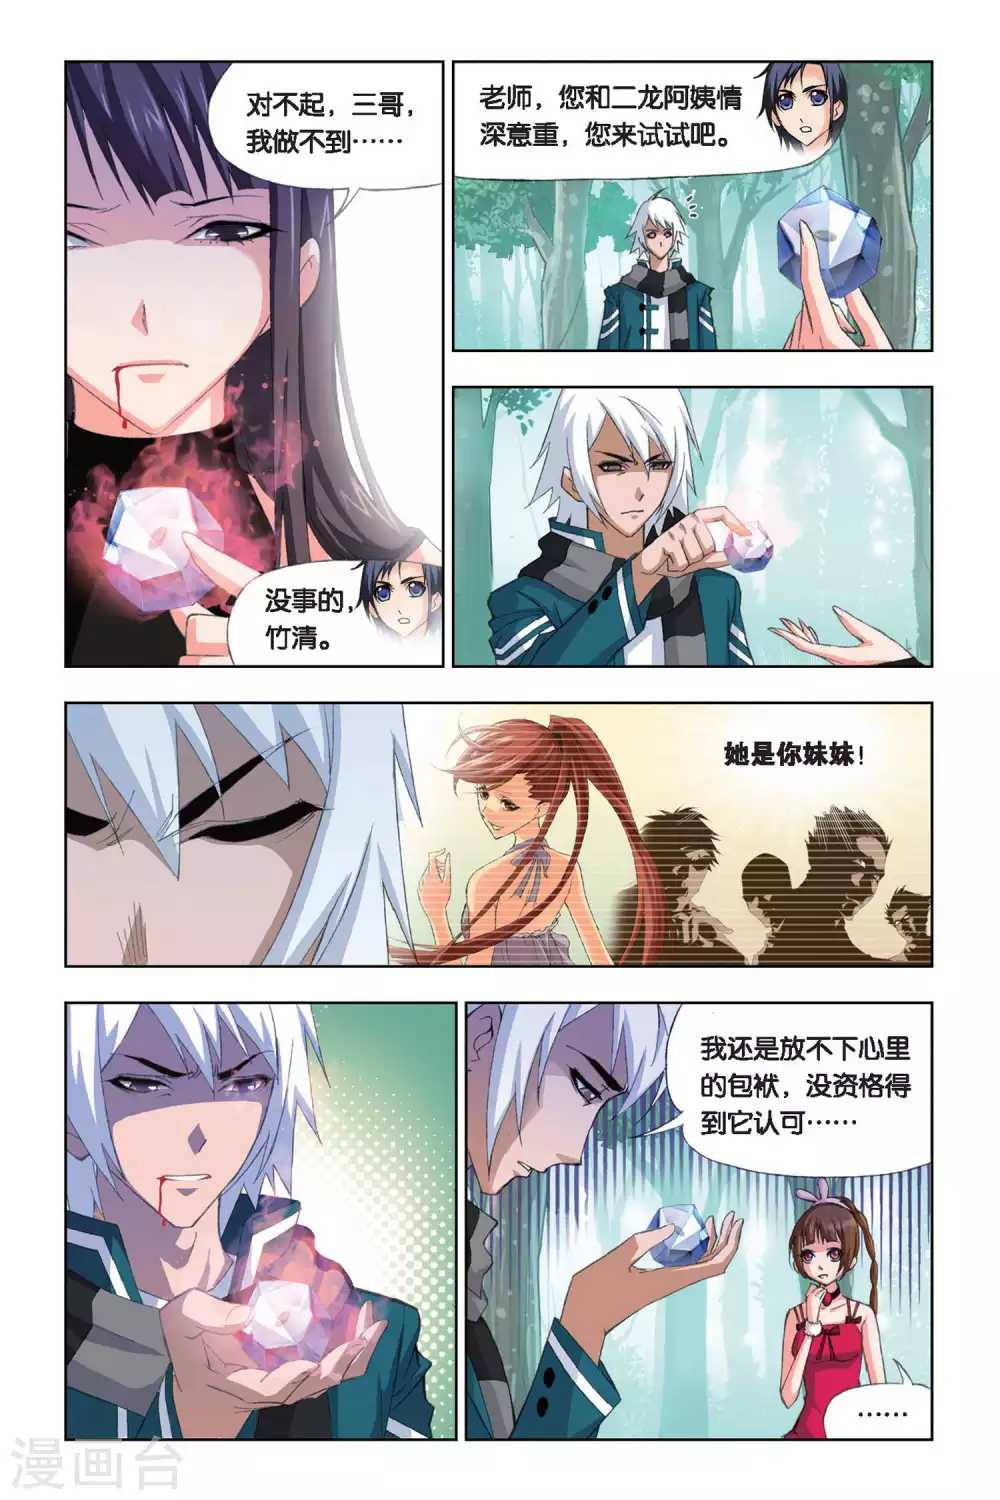 对不起，三哥，
我做不到……
没事的，
竹清。
老师，您和二龙阿姨情
深意重，您来试试吧。
她是你妹妹！
我还是放不下心里
的包袱，没资格得
到它认可……
……
漫画台